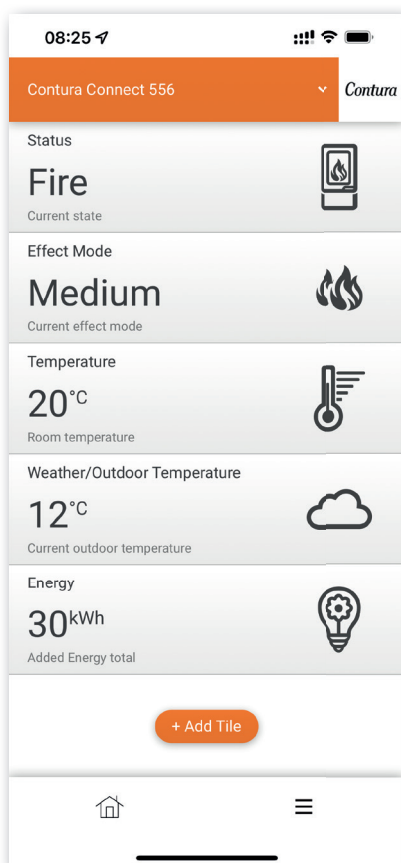 08:25
Contura Connect 556
Contura
Status
Fire
Current state
Effect Mode
Medium
Current effect mode
Temperature
20°C
Room temperature
Weather/Outdoor Temperature
12°C
Current outdoor temperature
Energy
30kWh
Added Energy total
+ Add Tile